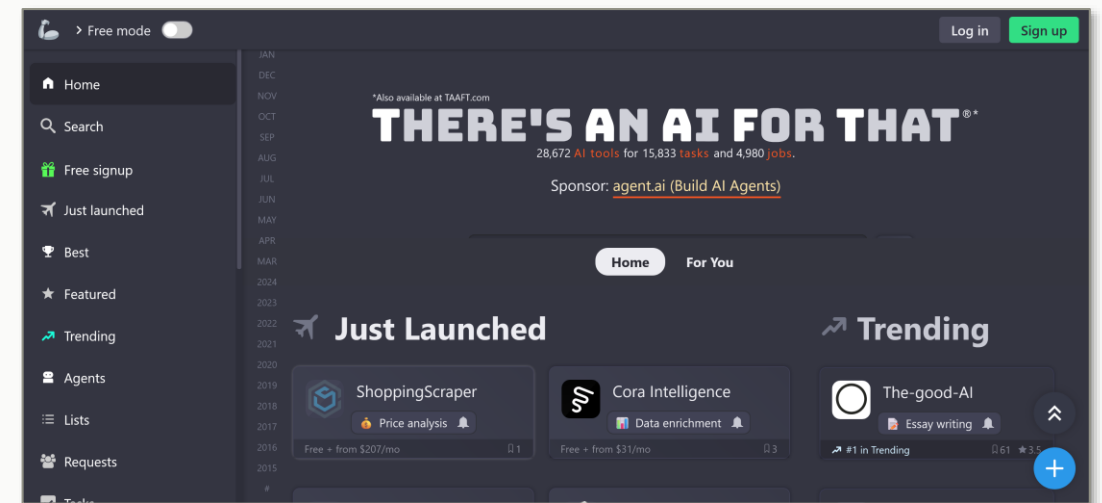 > Free mode
Log in
Sign up
Home
Search
Free signup
Just launched
Best
Featured
Trending
Agents
Lists
Requests
Tasks
JAN
DEC
NOV
OCT
SEP
AUG
JUL
JUN
MAY
APR
MAR
2024
2023
2022
2021
2020
2019
2018
2017
2016
2015
#
*Also available at TAAFT.com
THERE'S AN AI FOR THAT®*
28,672 AI tools for 15,833 tasks and 4,980 jobs.
Sponsor: agent.ai (Build AI Agents)
Home For You
Just Launched
ShoppingScraper
Price analysis
Free + from $207/mo 1
Cora Intelligence
Data enrichment
Free + from $31/mo 3
Trending
The-good-AI
Essay writing
#1 in Trending 61 ★3.5